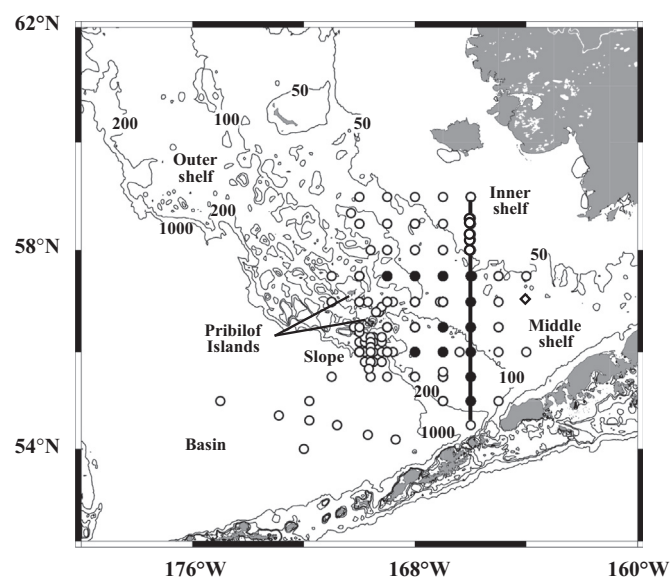 62°N
50
200
100
50
Outer
shelf
Inner
shelf
200
1000
58°N
50
Pribilof
Islands
Middle
shelf
Slope
100
200
1000
Basin
54°N
176°W
168°W
160°W